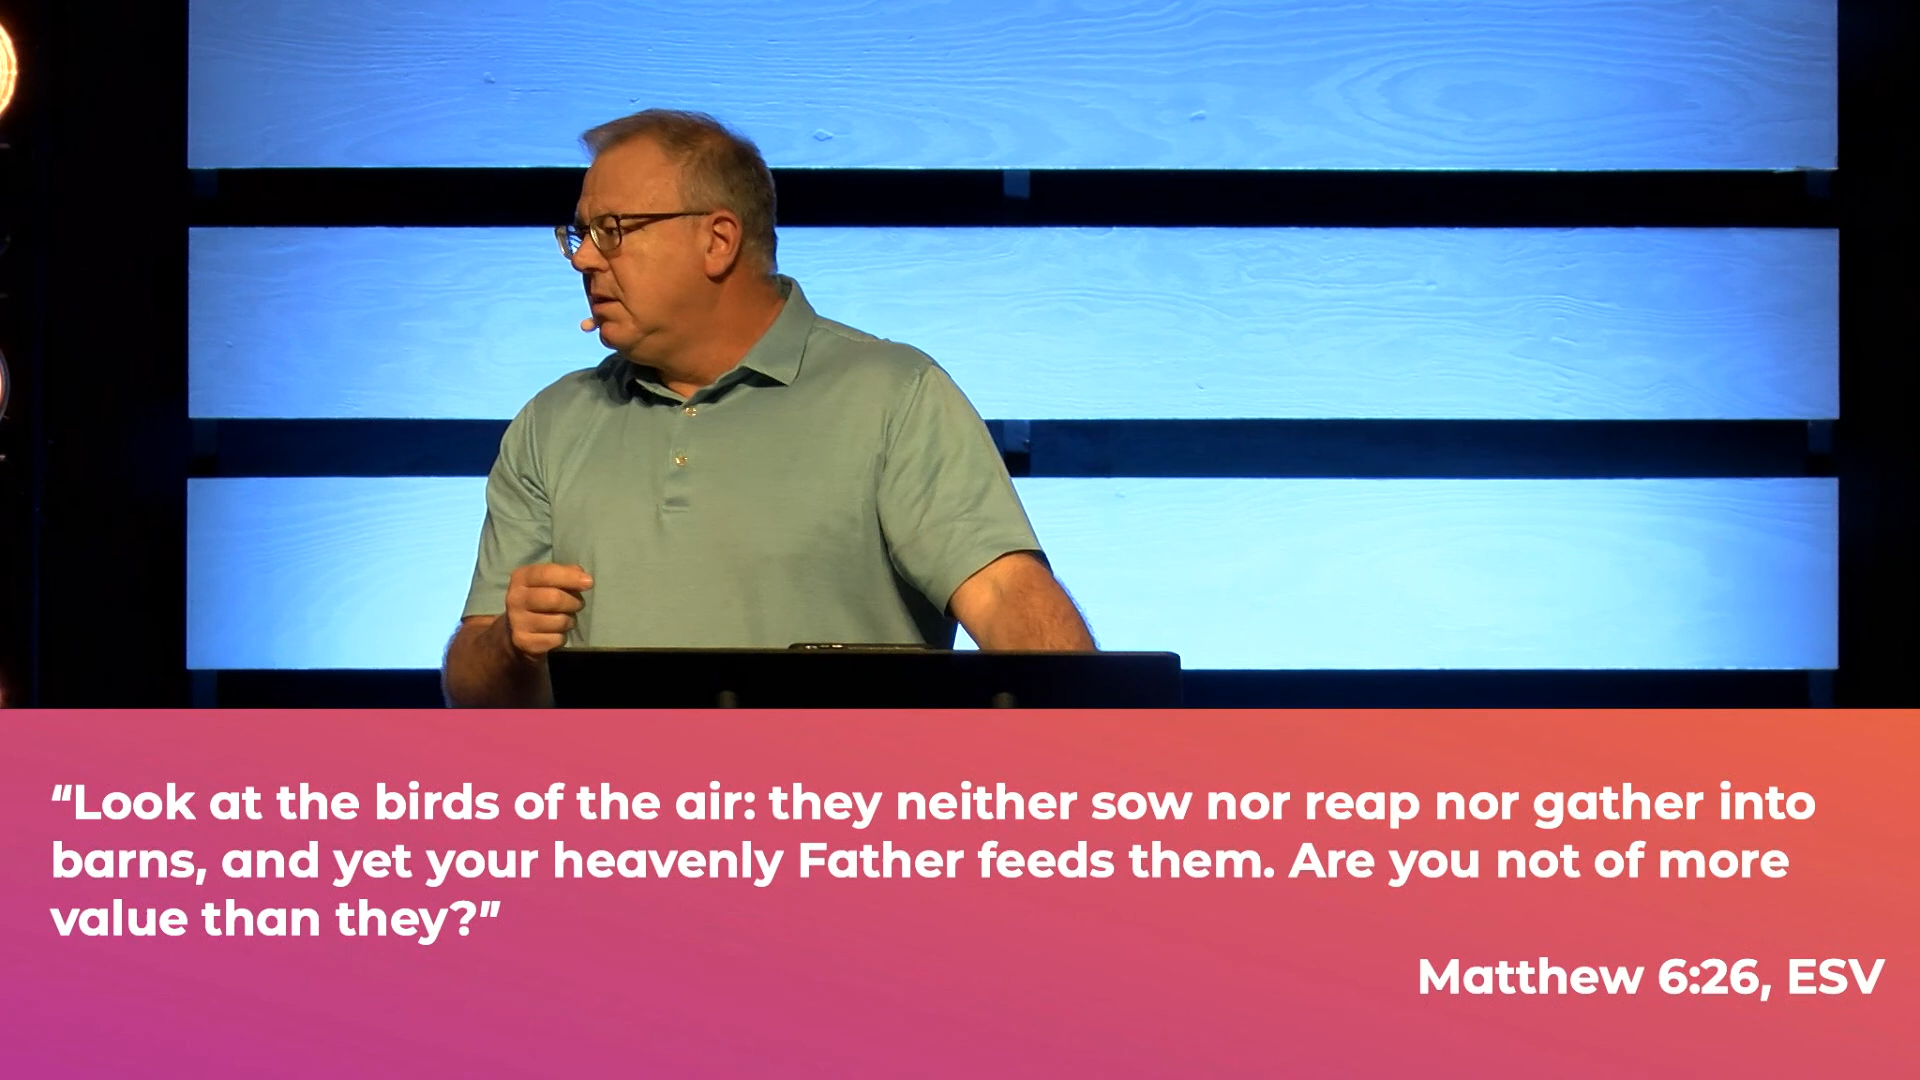 “Look at the birds of the air: they neither sow nor reap nor gather into
barns, and yet your heavenly Father feeds them. Are you not of more
value than they?”
Matthew 6:26, ESV